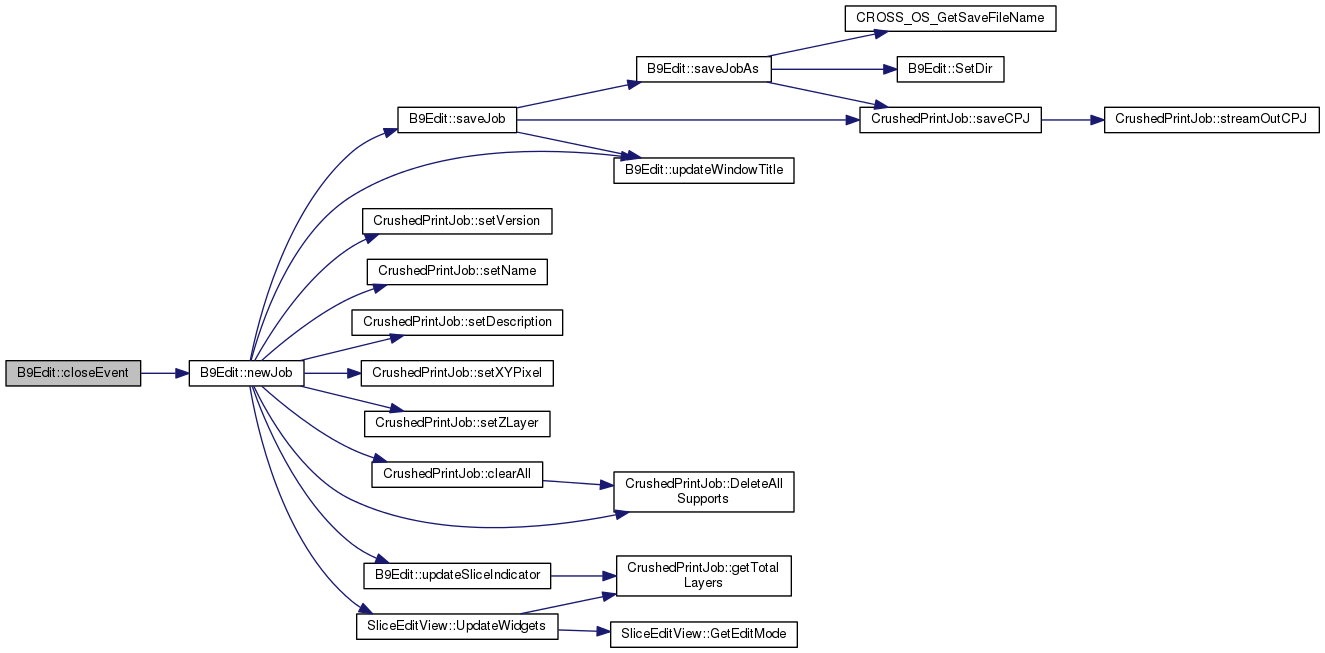 CROSS_OS_GetSaveFileName
B9Edit::saveJobAs
B9Edit::SetDir
B9Edit::saveJob
CrushedPrintJob::saveCPJ
CrushedPrintJob::streamOutCPJ
B9Edit::updateWindowTitle
CrushedPrintJob::setVersion
CrushedPrintJob::setName
CrushedPrintJob::setDescription
B9Edit::closeEvent
B9Edit::newJob
CrushedPrintJob::setXYPixel
CrushedPrintJob::setZLayer
CrushedPrintJob::clearAll
CrushedPrintJob::DeleteAll
Supports
B9Edit::updateSliceIndicator
CrushedPrintJob::getTotal
Layers
SliceEditView::UpdateWidgets
SliceEditView::GetEditMode